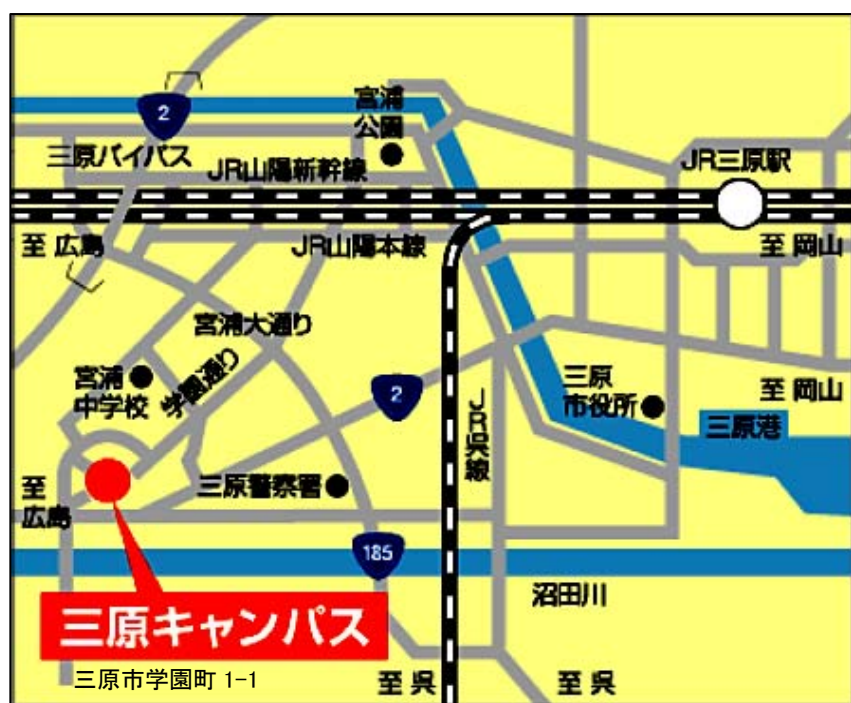 2
宮浦
公園
三原バイパス
JR山陽新幹線
JR三原駅
至 広島
JR山陽本線
至 岡山
宮浦大通り
宮浦
中学校
学園通り
2
JR呉線
三原
市役所
至 岡山
三原港
至
広島
三原警察署
185
沼田川
三原キャンパス
三原市学園町 1-1
至 呉
至 呉